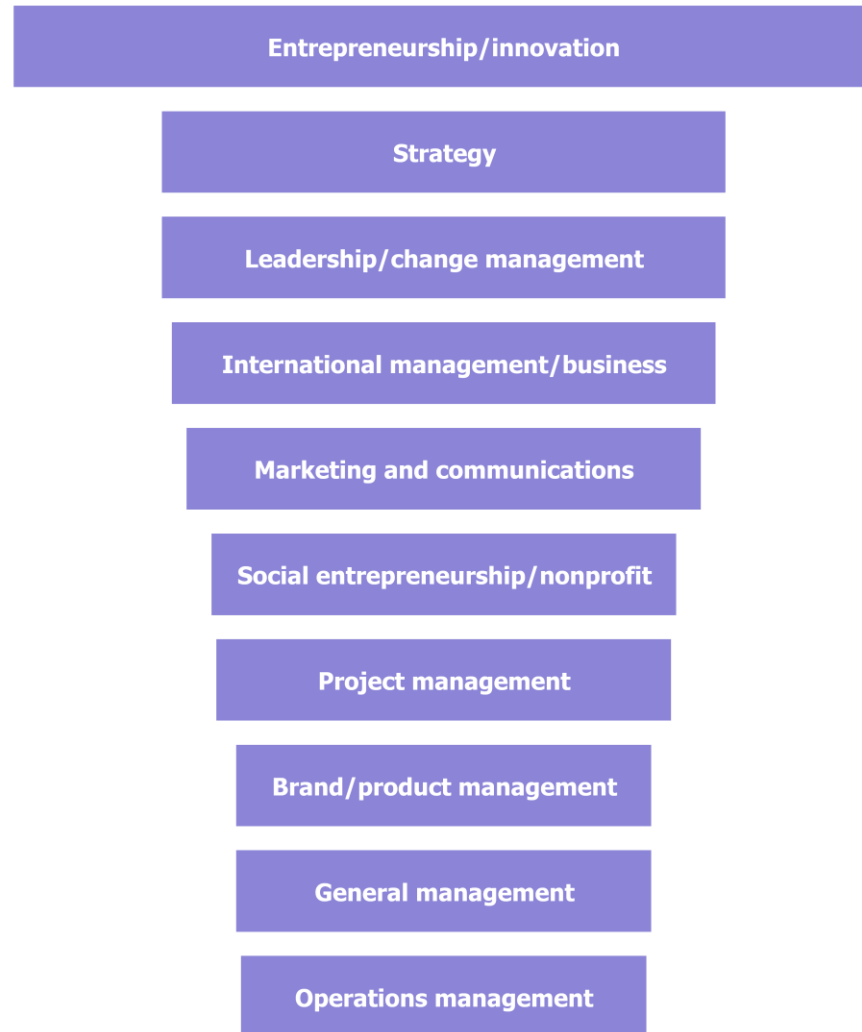 Entrepreneurship/innovation
Strategy
Leadership/change management
International management/business
Marketing and communications
Social entrepreneurship/nonprofit
Project management
Brand/product management
General management
Operations management